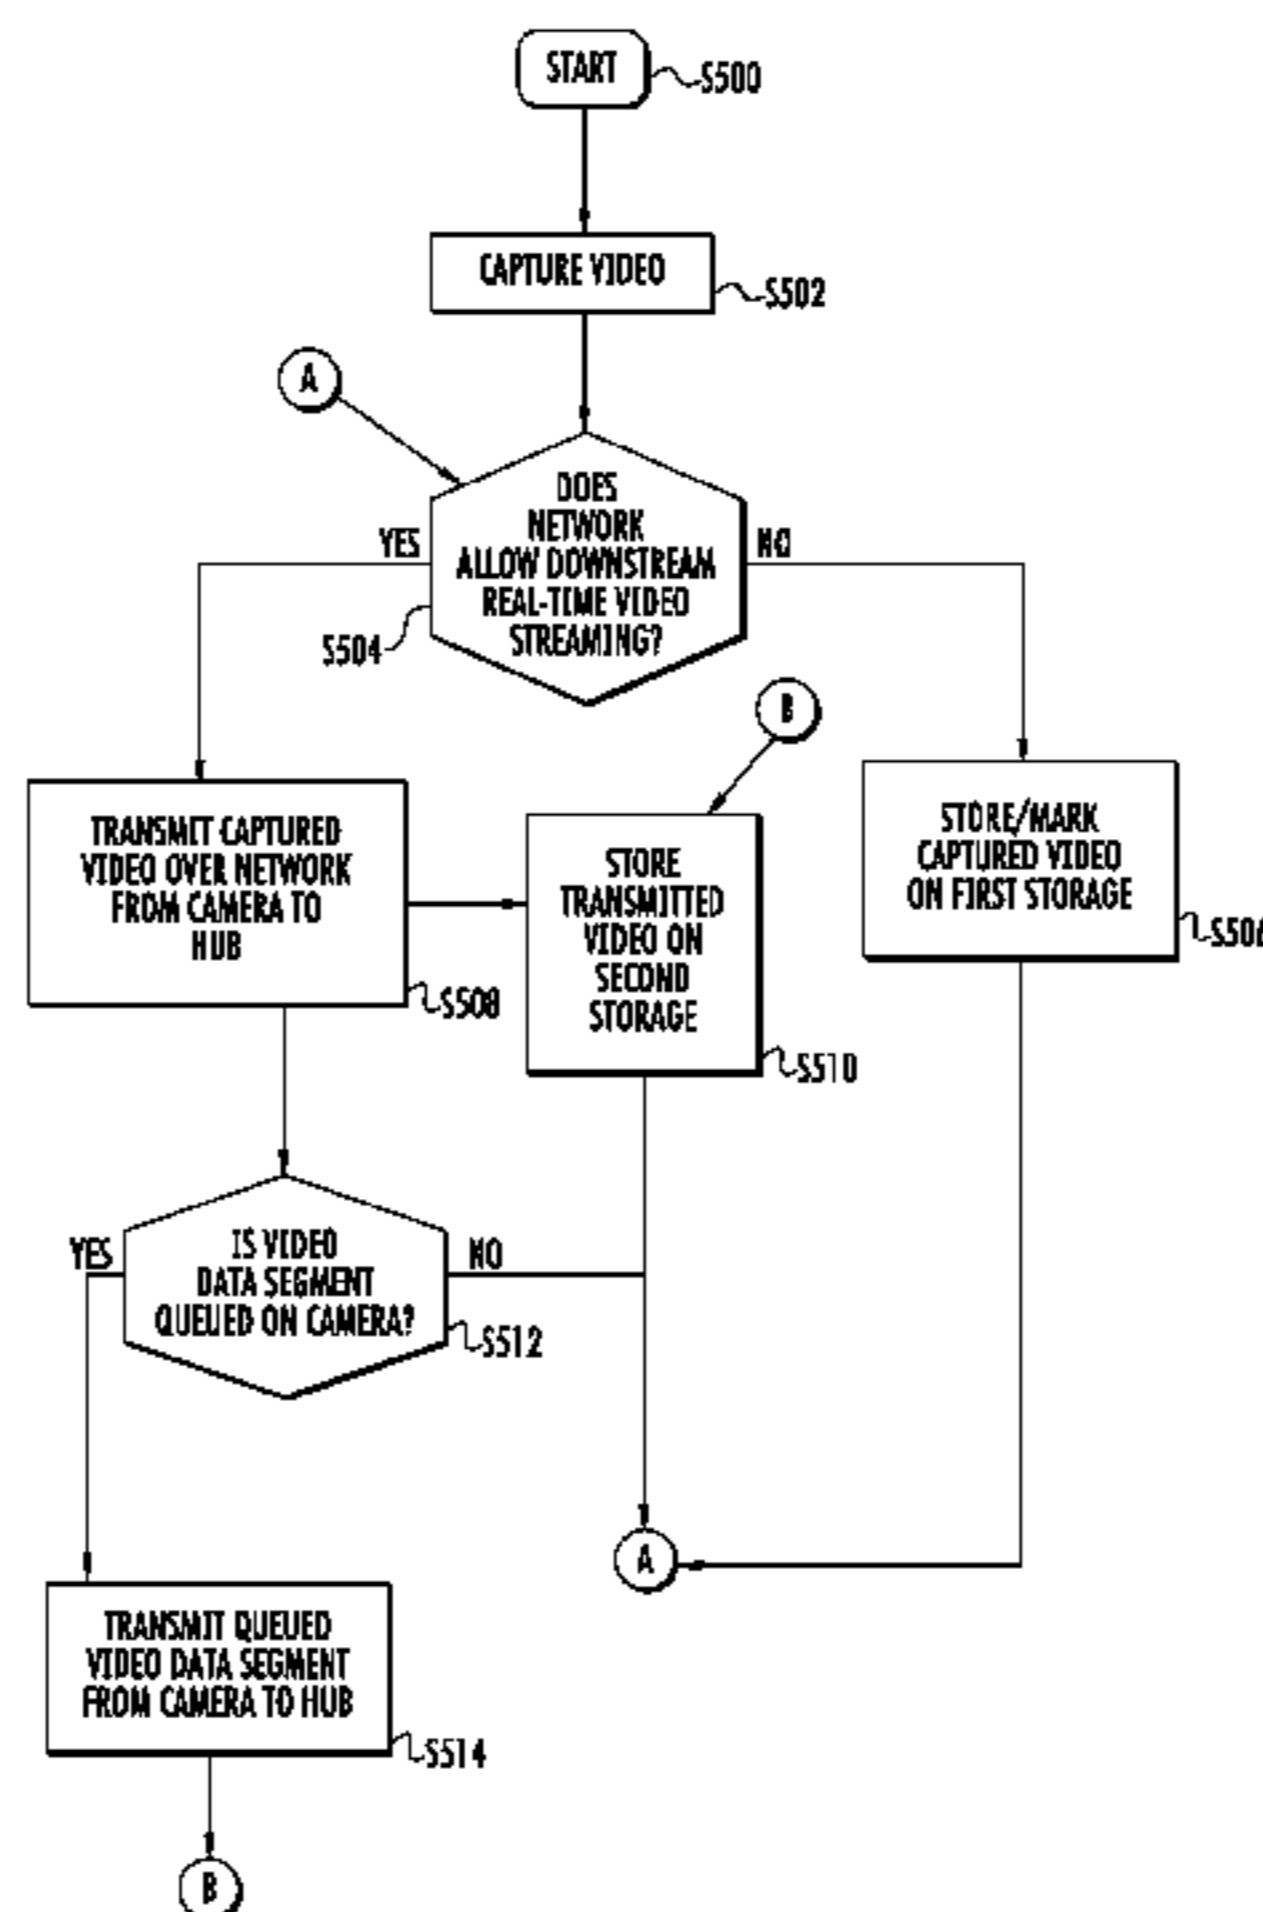 START
S500
CAPTURE VIDEO
S502
A
DOES
NETWORK
ALLOW DOWNSTREAM
REAL-TIME VIDEO
STREAMING?
YES
NO
S504
B
TRANSMIT CAPTURED
VIDEO OVER NETWORK
FROM CAMERA TO
HUB
S508
STORE
TRANSMITTED
VIDEO ON
SECOND
STORAGE
S510
STORE/MARK
CAPTURED VIDEO
ON FIRST STORAGE
S506
IS VIDEO
DATA SEGMENT
QUEUED ON CAMERA?
YES
NO
S512
A
TRANSMIT QUEUED
VIDEO DATA SEGMENT
FROM CAMERA TO HUB
S514
B